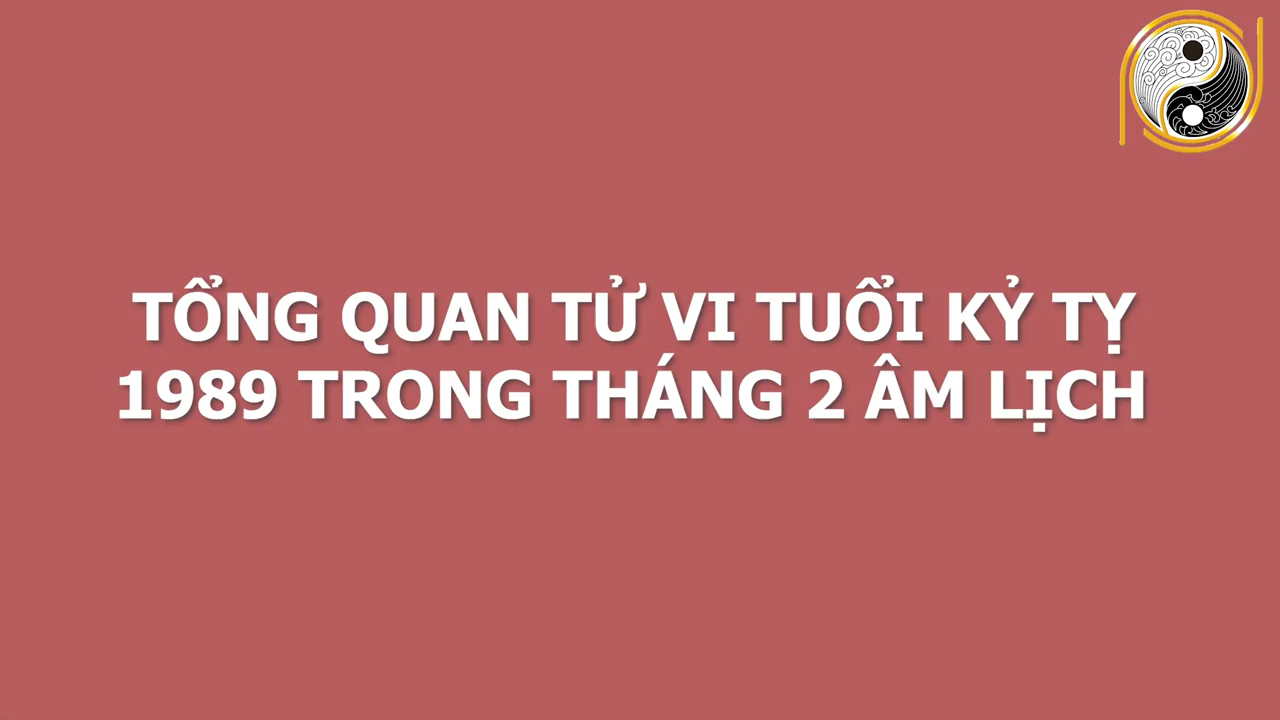 TỔNG QUAN TỬ VI TUỔI KỶ TỴ
1989 TRONG THÁNG 2 ÂM LỊCH